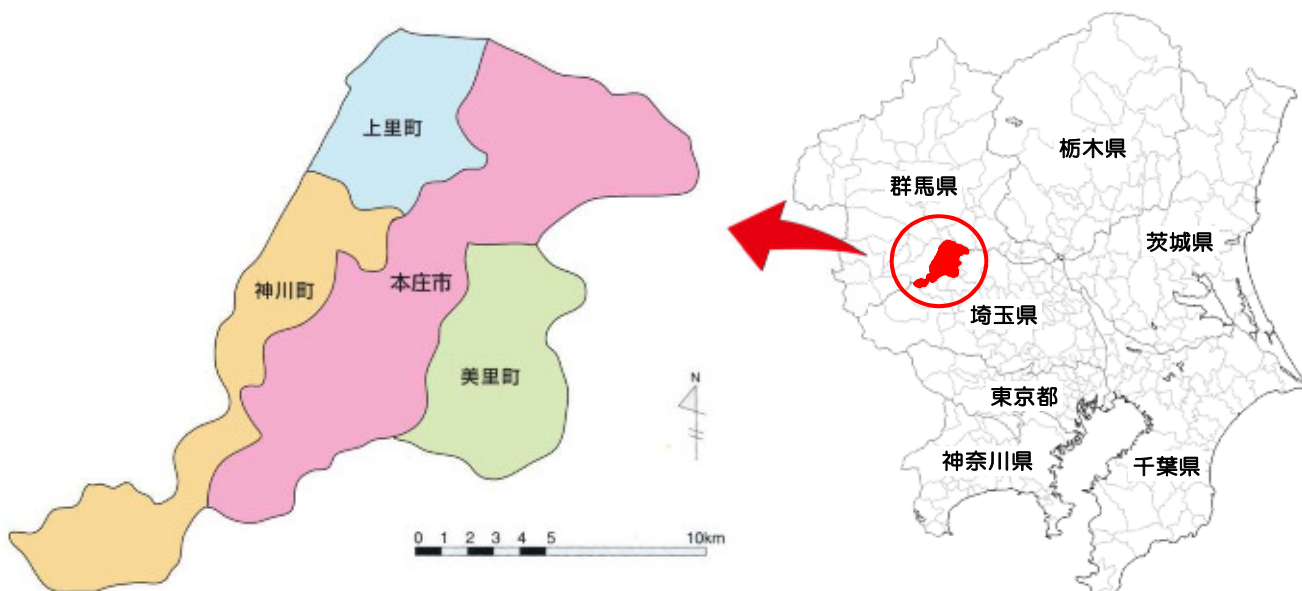 上里町
神川町
本庄市
美里町
N
0 1 2 3 4 5 10km
栃木県
群馬県
茨城県
埼玉県
東京都
神奈川県
千葉県